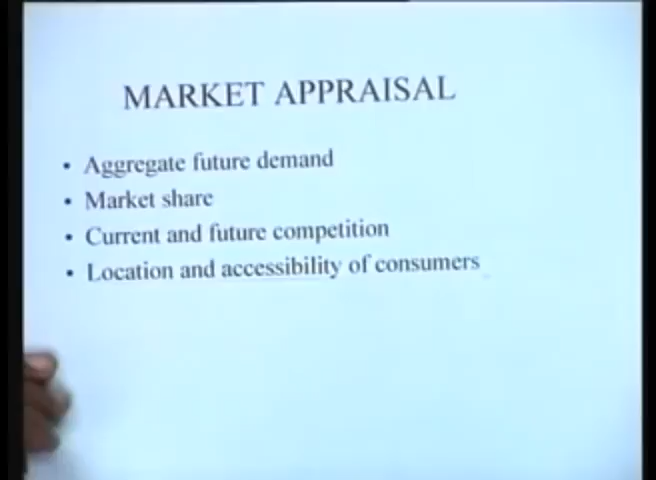 MARKET APPRAISAL
• Aggregate future demand
• Market share
• Current and future competition
• Location and accessibility of consumers